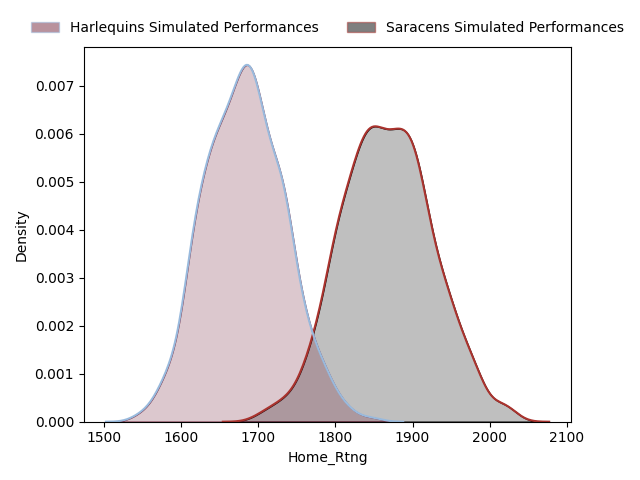 Harlequins Simulated Performances Saracens Simulated Performances
0.007
0.006
0.005
0.004
0.003
0.002
0.001
0.000
Density
1500 1600 1700 1800 1900 2000 2100
Home_Rtng